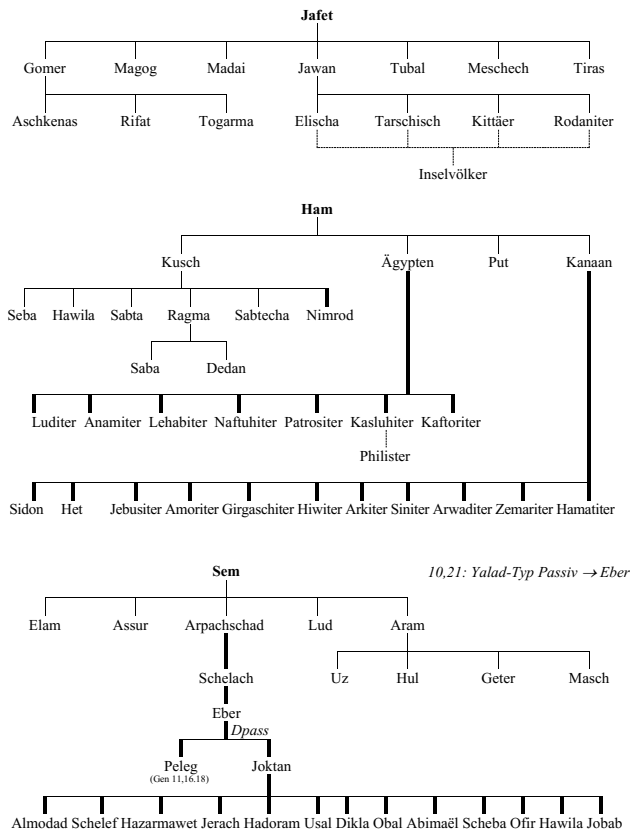 Jafet
Gomer Magog Madai Jawan Tubal Meschech Tiras
Aschkenas Rifat Togarma Elischa Tarschisch Kittäer Rodaniter
Inselvölker
Ham
Kusch Ägypten Put Kanaan
Seba Hawila Sabta Ragma Sabtecha Nimrod
Saba Dedan
Luditer Anamiter Lehabiter Naftuhiter Patrositer Kasluhiter Kaftoriter
Philister
Sidon Het Jebusiter Amoriter Girgaschiter Hiwiter Arkiter Siniter Arwaditer Zemariter Hamatiter
Sem 10,21: Yalad-Typ Passiv → Eber
Elam Assur Arpachschad Lud Aram
Schelach Uz Hul Geter Masch
Eber
Dpass
Peleg Joktan
(Gen 11,16.18)
Almodad Schelef Hazarmawet Jerach Hadoram Usal Dikla Obal Abimaël Scheba Ofir Hawila Jobab